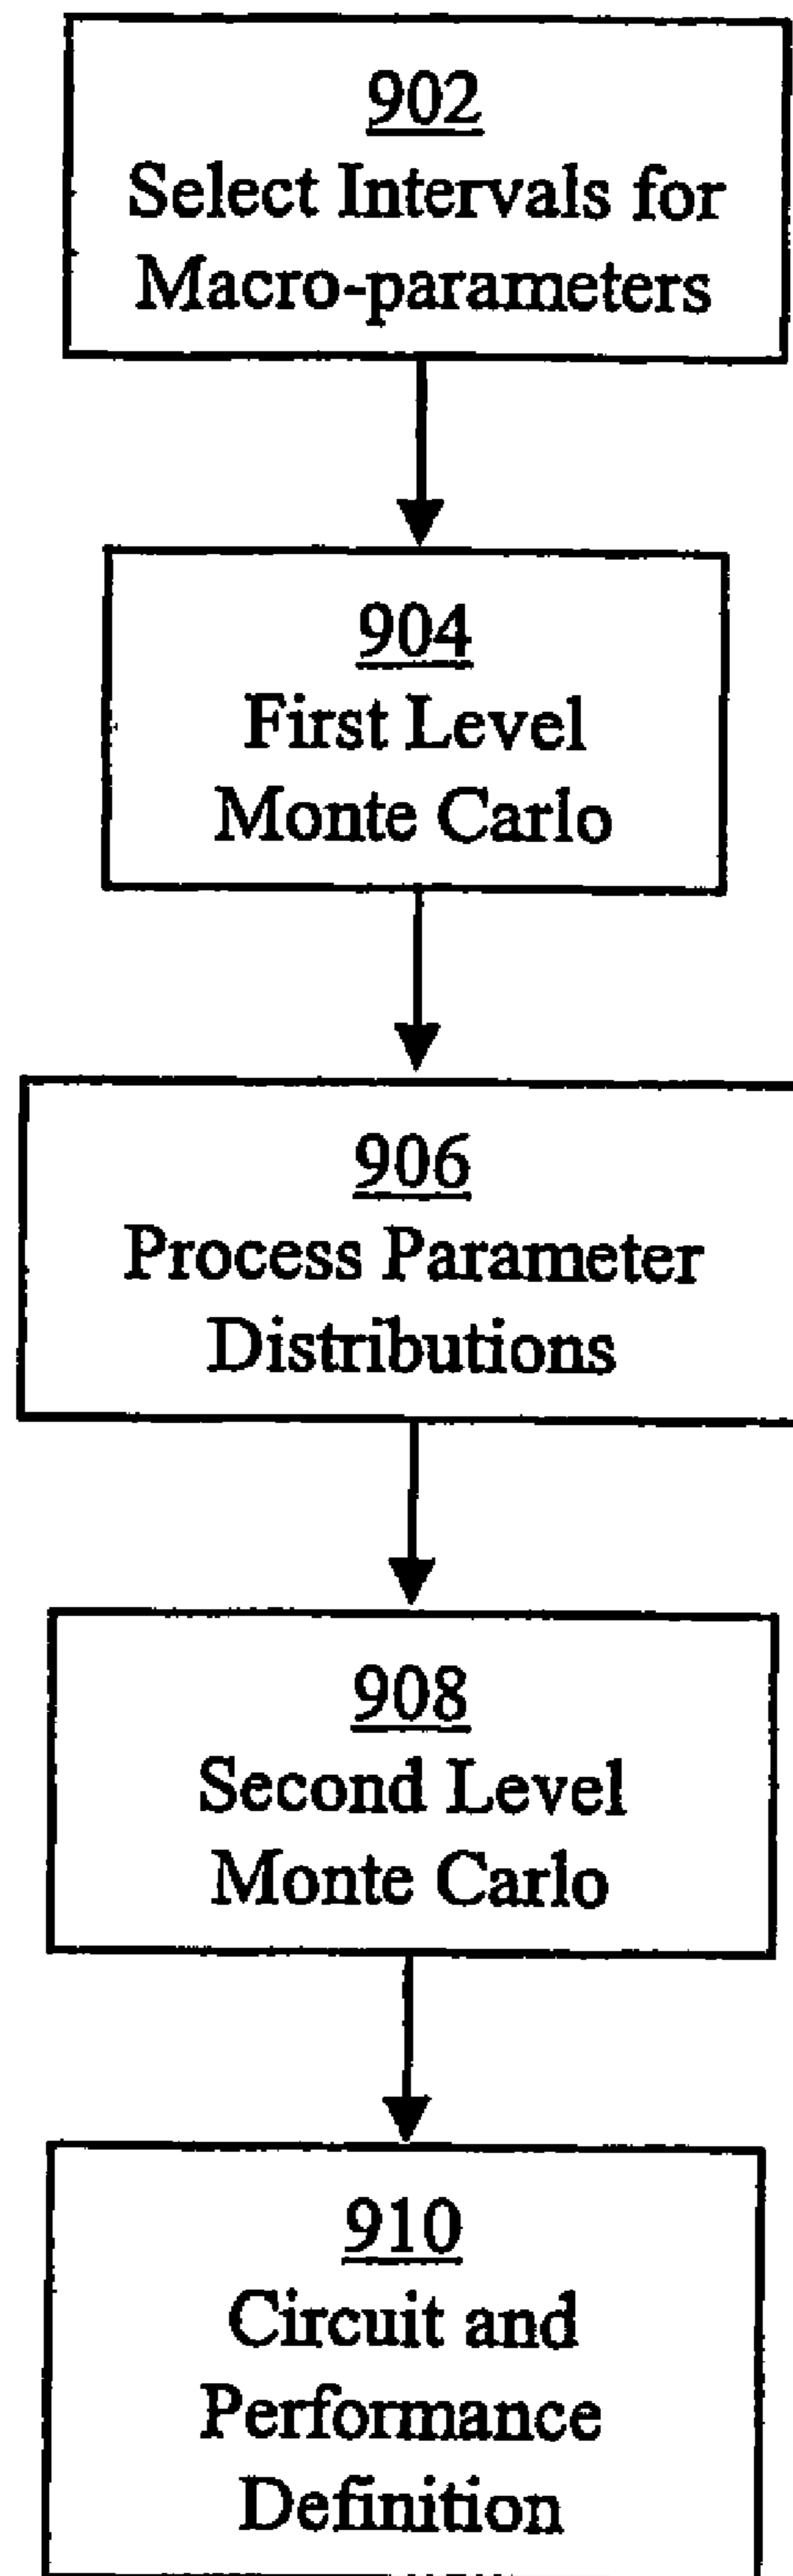 902
Select Intervals for
Macro-parameters
904
First Level
Monte Carlo
906
Process Parameter
Distributions
908
Second Level
Monte Carlo
910
Circuit and
Performance
Definition